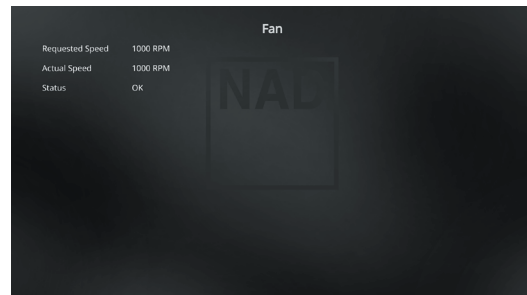 Fan
Requested Speed 1000 RPM
Actual Speed 1000 RPM
Status OK
NAD